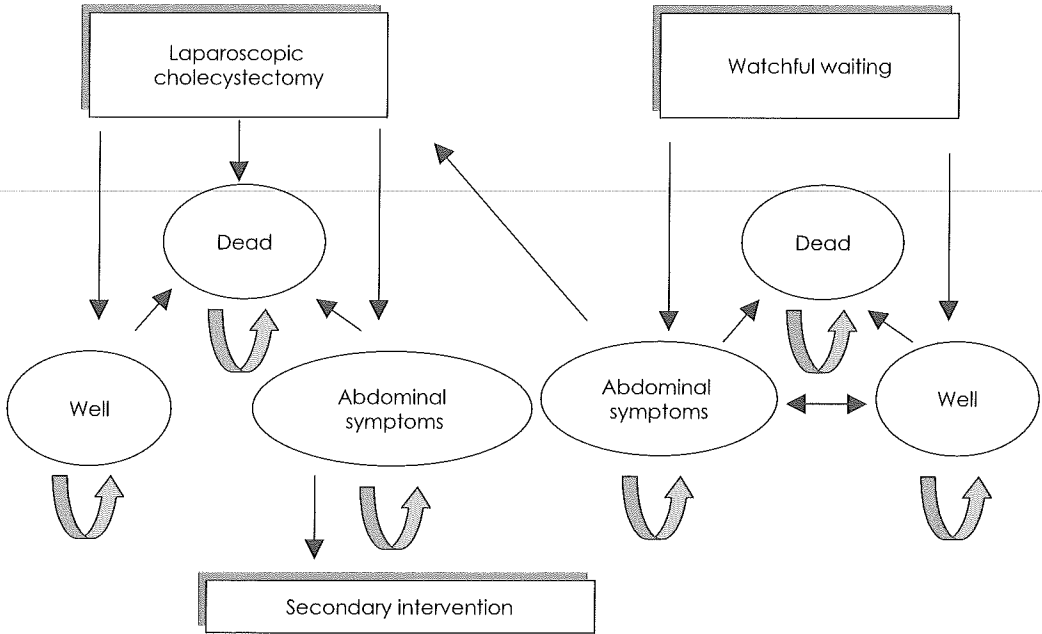 Laparoscopic
cholecystectomy
Watchful waiting
Dead
Dead
Well
Abdominal
symptoms
Abdominal
symptoms
Well
Secondary intervention